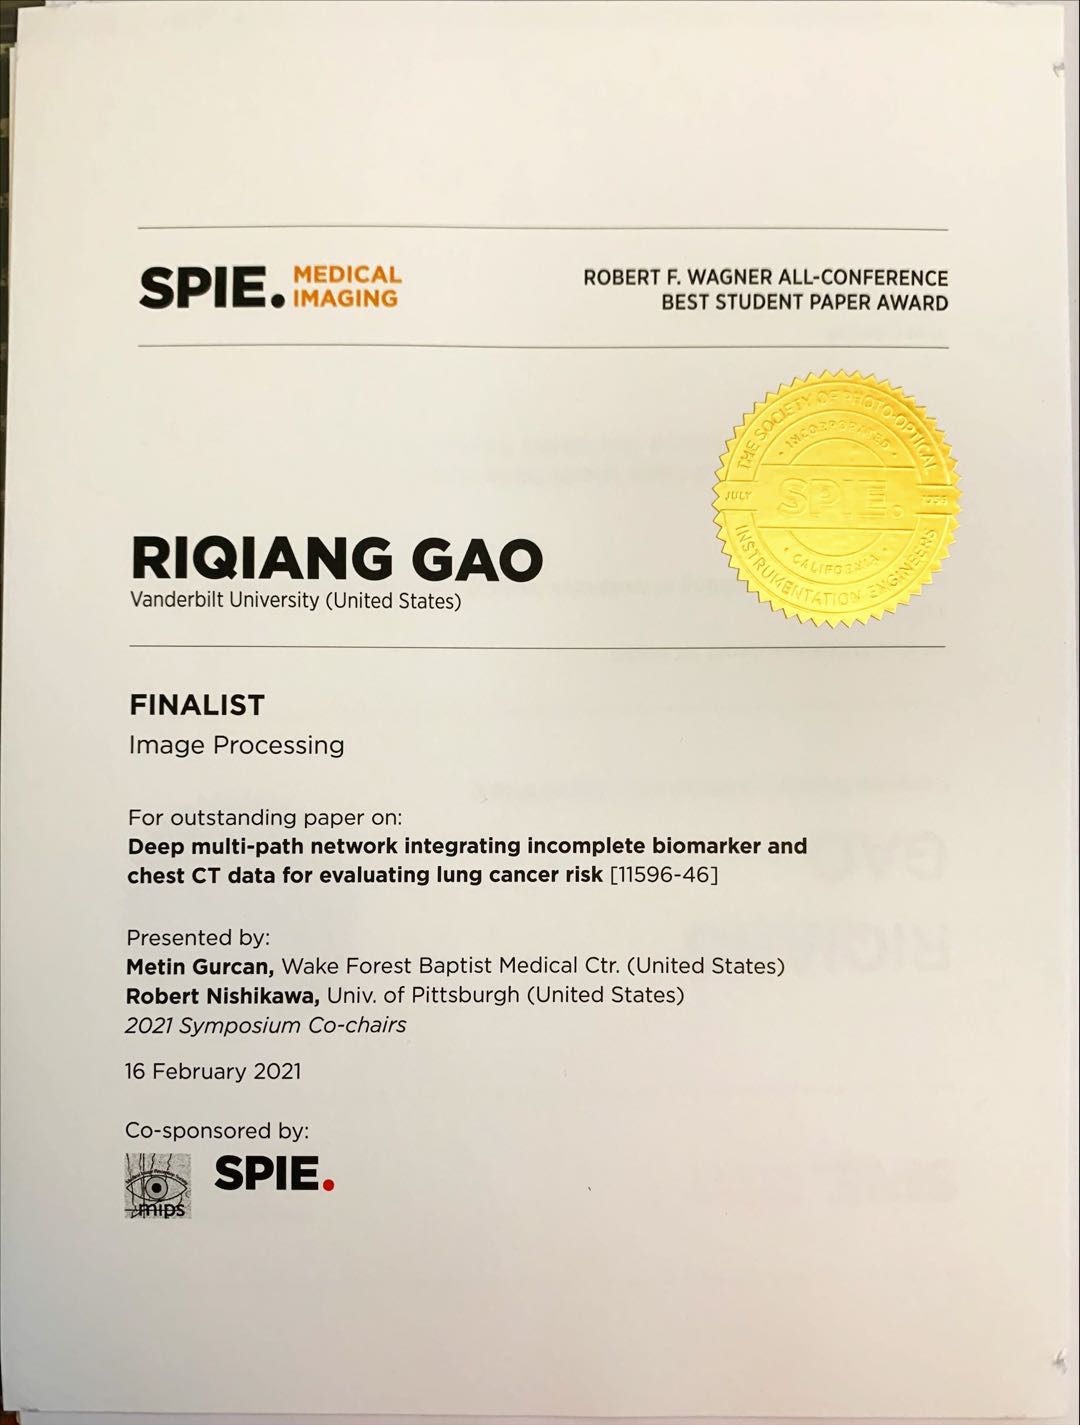 SPIE. MEDICAL
IMAGING
ROBERT F. WAGNER ALL-CONFERENCE
BEST STUDENT PAPER AWARD
THE SOCIETY OF PHOTO-OPTICAL
INCORPORATED
JULY SPIE.
CALIFORNIA
INSTRUMENTATION ENGINEERS
RIQIANG GAO
Vanderbilt University (United States)
FINALIST
Image Processing
For outstanding paper on:
Deep multi-path network integrating incomplete biomarker and
chest CT data for evaluating lung cancer risk [11596-46]
Presented by:
Metin Gurcan, Wake Forest Baptist Medical Ctr. (United States)
Robert Nishikawa, Univ. of Pittsburgh (United States)
2021 Symposium Co-chairs
16 February 2021
Co-sponsored by:
mips
SPIE.